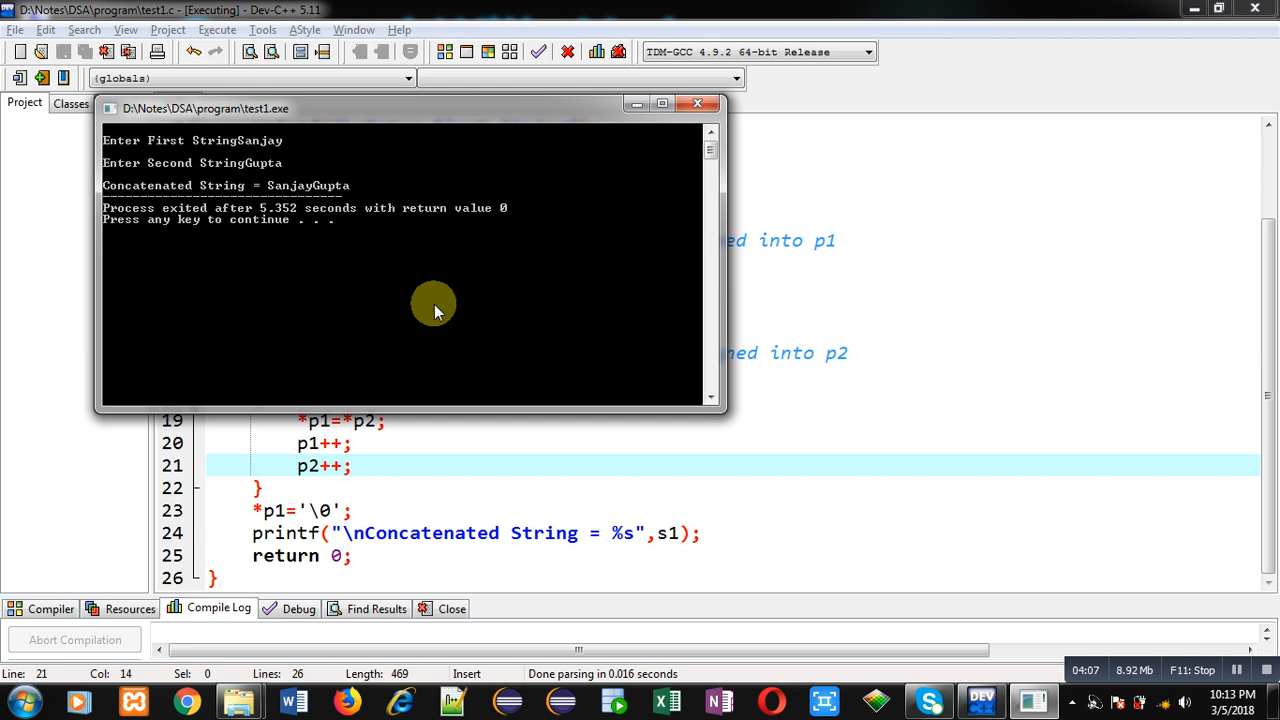 D:\Notes\DSA\program\test1.c - [Executing] - Dev-C++ 5.11
File Edit Search View Project Execute Tools AStyle Window Help
TDM-GCC 4.9.2 64-bit Release
(globals)
Project Classes
D:\Notes\DSA\program\test1.exe
Enter First StringSanjay
Enter Second StringGupta
Concatenated String = SanjayGupta
--------------------------------
Process exited after 5.352 seconds with return value 0
Press any key to continue . . .
ed into p1
ned into p2
19 *p1=*p2;
20 p1++;
21 p2++;
22 }
23 *p1='\0';
24 printf("\nConcatenated String = %s",s1);
25 return 0;
26 }
Compiler Resources Compile Log Debug Find Results Close
Abort Compilation
Line: 21 Col: 14 Sel: 0 Lines: 26 Length: 469 Insert Done parsing in 0.016 seconds
04:07 8.92 Mb F11: Stop
DEV
10:13 PM
3/5/2018